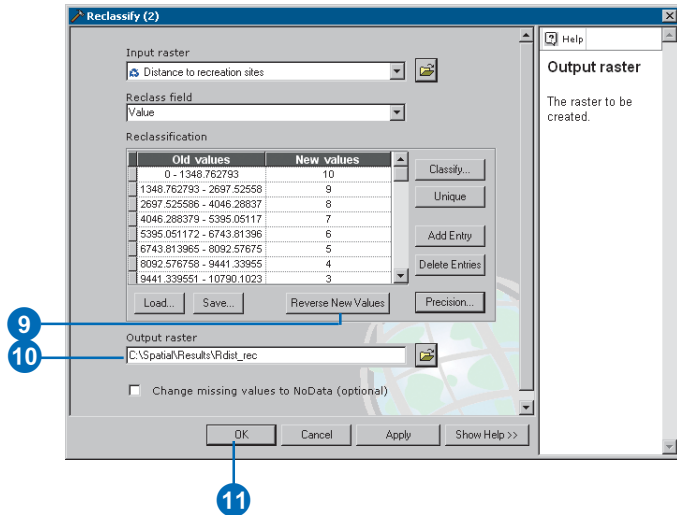 Reclassify (2)
Input raster
Distance to recreation sites
Reclass field
Value
Reclassification
Old values New values
0 - 1348.762793 10
1348.762793 - 2697.52558 9
2697.525586 - 4046.28837 8
4046.288379 - 5395.05117 7
5395.051172 - 6743.81396 6
6743.813965 - 8092.57675 5
8092.576758 - 9441.33955 4
9441.339551 - 10790.1023 3
Classify...
Unique
Add Entry
Delete Entries
Load... Save... Reverse New Values Precision...
9
Output raster
10
C:\Spatial\Results\Rdist_rec
Change missing values to NoData (optional)
OK Cancel Apply Show Help >>
11
Help
Output raster
The raster to be
created.